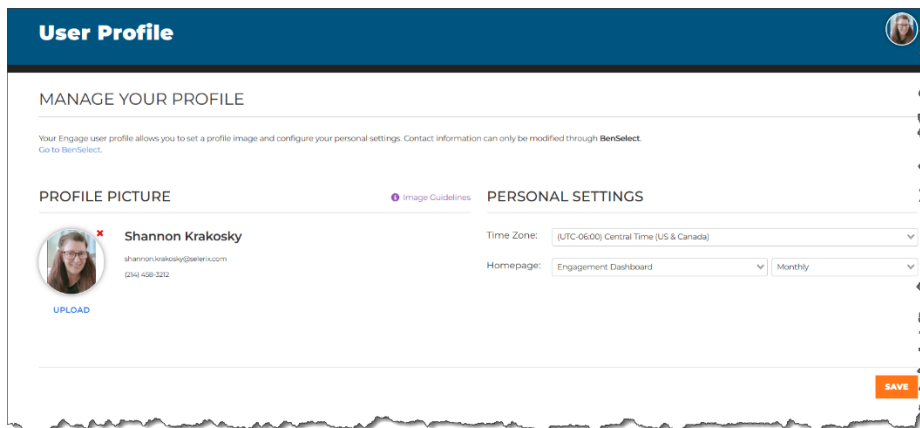 User Profile
MANAGE YOUR PROFILE
Your Engage user profile allows you to set a profile image and configure your personal settings. Contact information can only be modified through BenSelect.
Go to BenSelect.
PROFILE PICTURE
Image Guidelines
Shannon Krakosky
shannon.krakosky@selerix.com
(214) 458-3212
UPLOAD
PERSONAL SETTINGS
Time Zone: (UTC-06:00) Central Time (US & Canada)
Homepage: Engagement Dashboard Monthly
SAVE